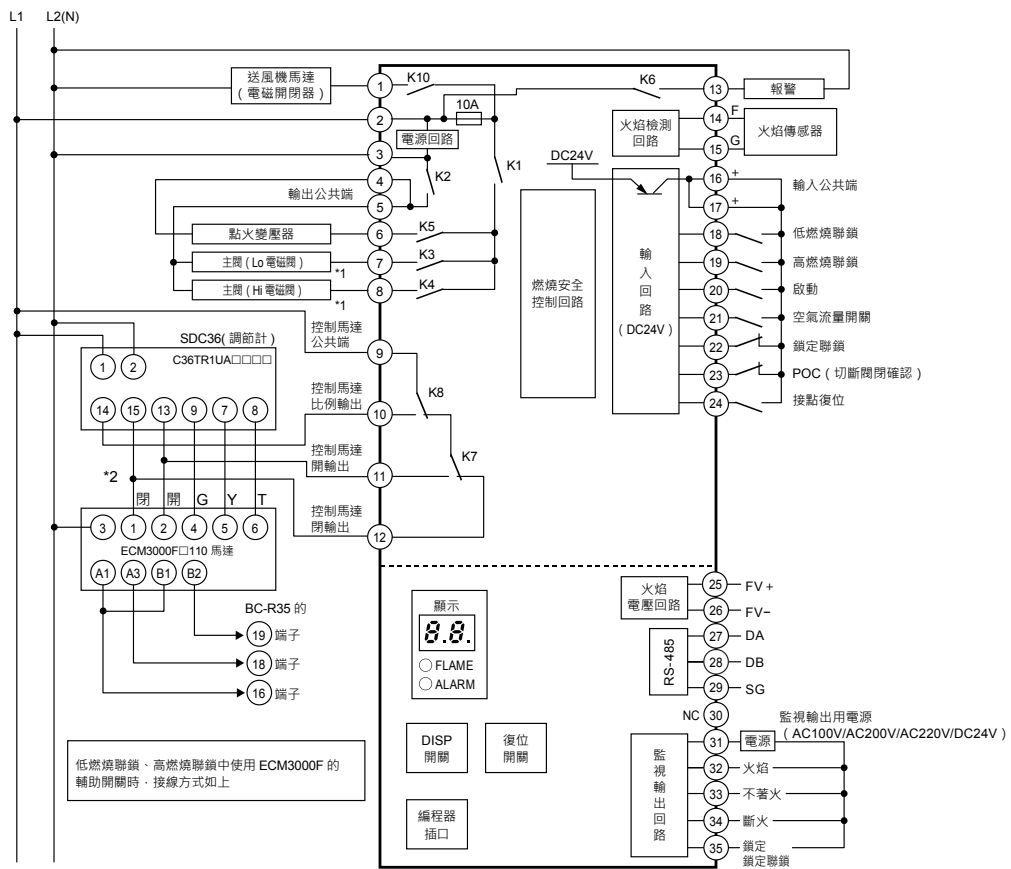 L1 L2(N)
送風機馬達
(電磁開閉器)
1
K10
K6
13
報警
2
10A
電源回路
3
14
F
15
G
火焰檢測
回路
火焰傳感器
DC24V
K1
K2
4
5
輸出公共端
16
+
17
+
輸入公共端
點火變壓器
6
K5
主閥(Lo 電磁閥)
*1
7
K3
主閥(Hi 電磁閥)
*1
8
K4
燃燒安全
控制回路
輸
入
回
路
(DC24V)
18
低燃燒聯鎖
19
高燃燒聯鎖
20
啟動
21
空氣流量開關
22
鎖定聯鎖
23
POC(切斷閥閉確認)
24
接點復位
控制馬達
公共端
9
SDC36(調節計)
C36TR1UA□□□□
1 2
14 15 13 9 7 8
控制馬達
比例輸出
10
K8
控制馬達
開輸出
11
K7
控制馬達
閉輸出
12
*2
閉 開 G Y T
3 1 2 4 5 6
ECM3000F□110 馬達
A1 A3 B1 B2
BC-R35 的
19 端子
18 端子
16 端子
低燃燒聯鎖、高燃燒聯鎖中使用 ECM3000F 的
輔助開關時,接線方式如上
顯示
8.8.
FLAME
ALARM
DISP
開關
復位
開關
編程器
插口
火焰
電壓回路
25
FV+
26
FV−
RS-485
27
DA
28
DB
29
SG
NC 30
監視輸出用電源
(AC100V/AC200V/AC220V/DC24V)
監
視
輸
出
回
路
31
電源
32
火焰
33
不著火
34
斷火
35
鎖定
鎖定聯鎖